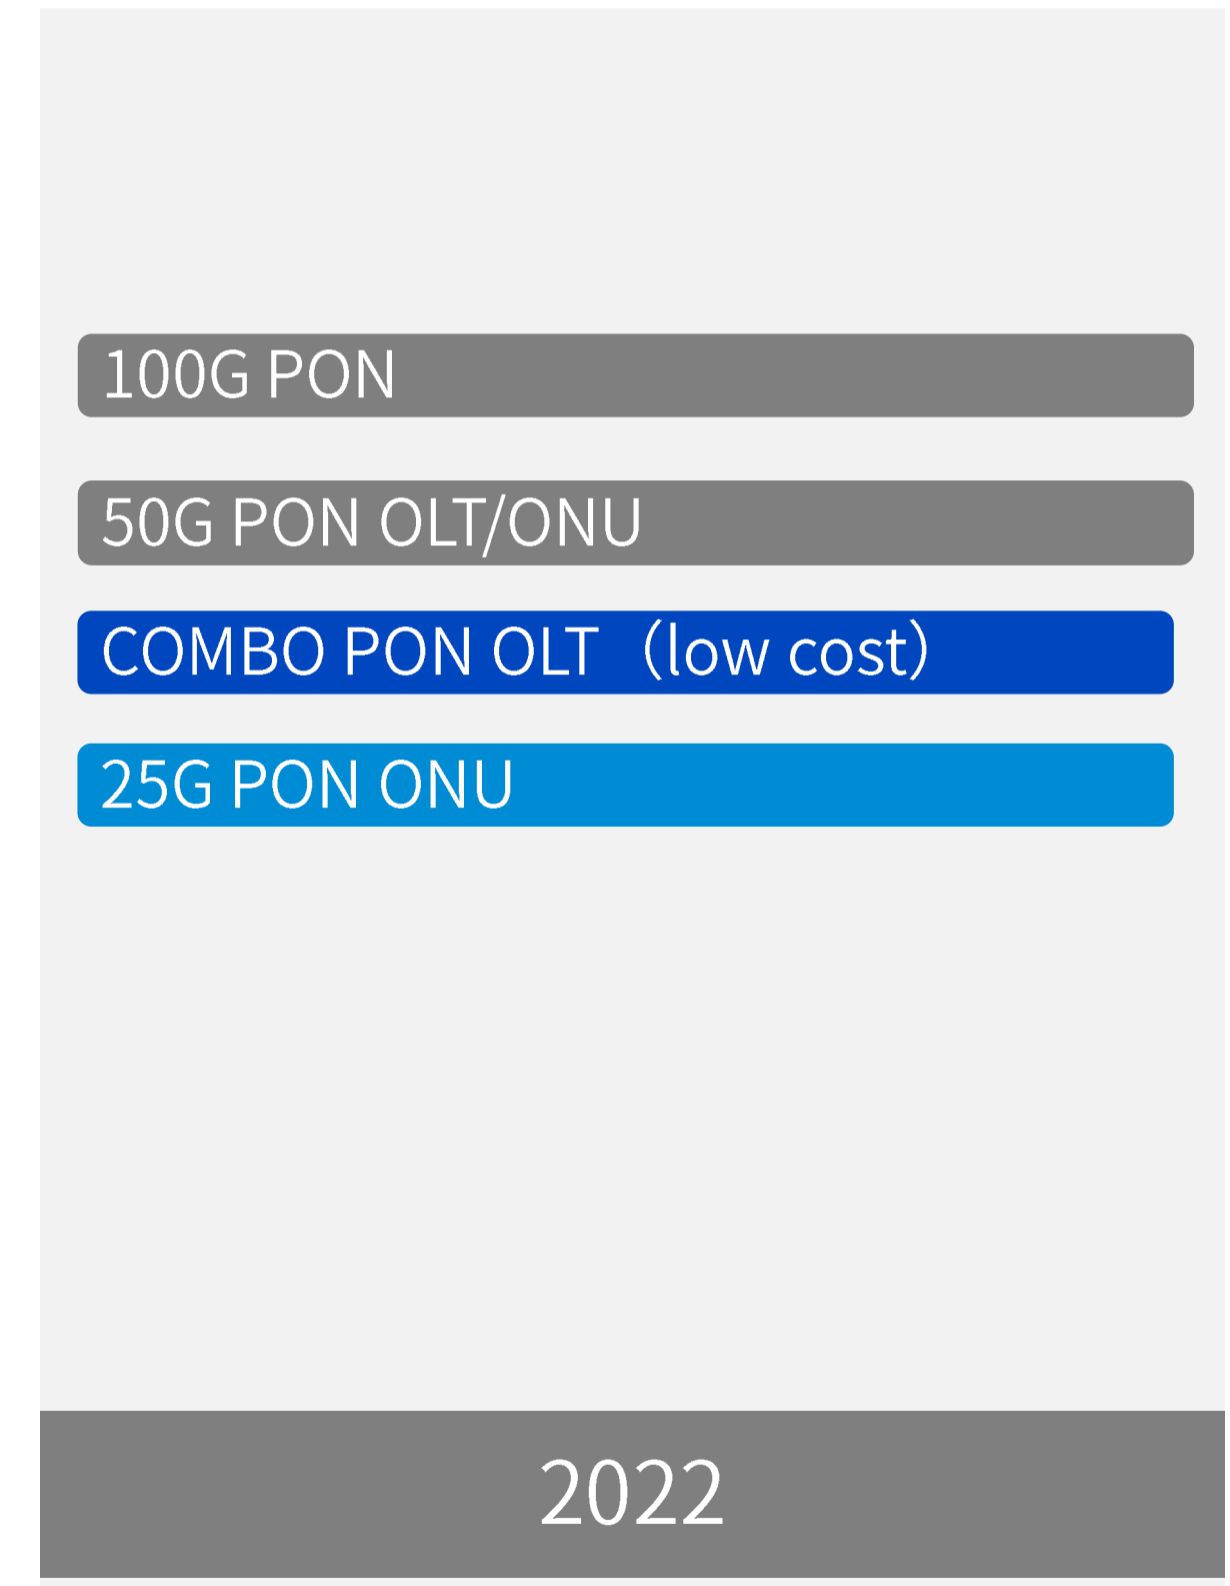 100G PON
50G PON OLT/ONU
COMBO PON OLT（low cost）
25G PON ONU
2022